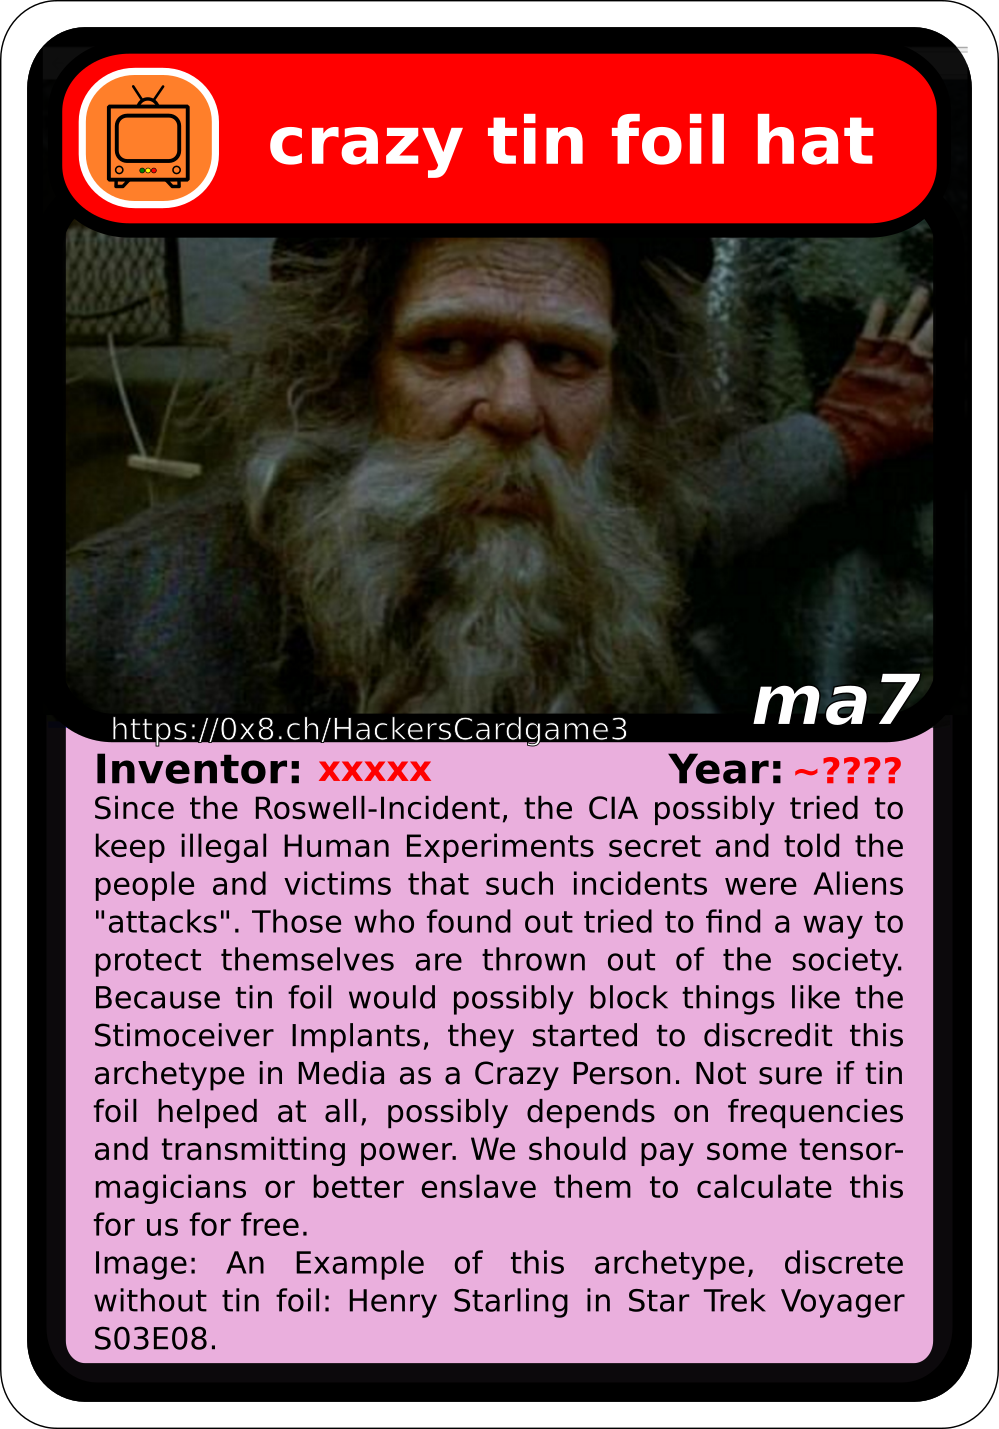 crazy tin foil hat
ma7
https://0x8.ch/HackersCardgame3
Inventor: xxxxx Year: ~????
Since the Roswell-Incident, the CIA possibly tried to
keep illegal Human Experiments secret and told the
people and victims that such incidents were Aliens
"attacks". Those who found out tried to find a way to
protect themselves are thrown out of the society.
Because tin foil would possibly block things like the
Stimoceiver Implants, they started to discredit this
archetype in Media as a Crazy Person. Not sure if tin
foil helped at all, possibly depends on frequencies
and transmitting power. We should pay some tensor-
magicians or better enslave them to calculate this
for us for free.
Image: An Example of this archetype, discrete
without tin foil: Henry Starling in Star Trek Voyager
S03E08.